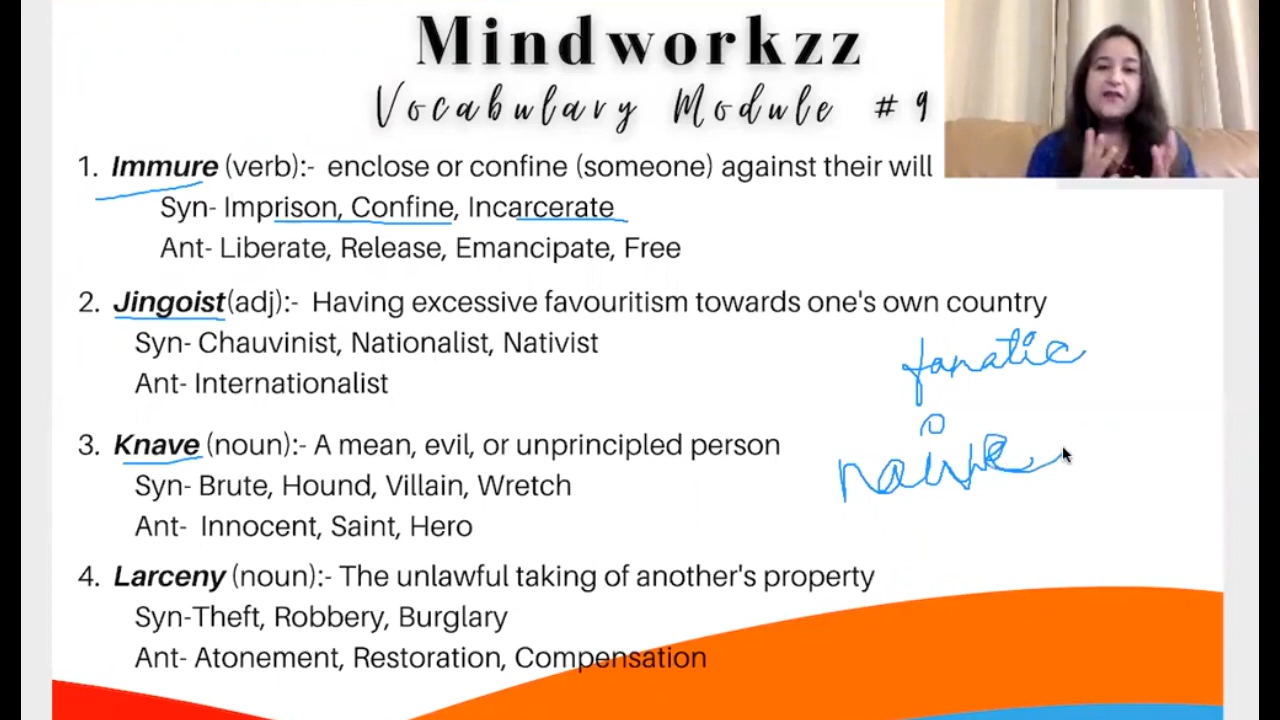 Mindworkzz
Vocabulary Module # 9
1. Immure (verb):- enclose or confine (someone) against their will
Syn- Imprison, Confine, Incarcerate
Ant- Liberate, Release, Emancipate, Free
2. Jingoist(adj):- Having excessive favouritism towards one's own country
Syn- Chauvinist, Nationalist, Nativist
fanatic
Ant- Internationalist
3. Knave (noun):- A mean, evil, or unprincipled person
naive
Syn- Brute, Hound, Villain, Wretch
Ant- Innocent, Saint, Hero
4. Larceny (noun):- The unlawful taking of another's property
Syn-Theft, Robbery, Burglary
Ant- Atonement, Restoration, Compensation